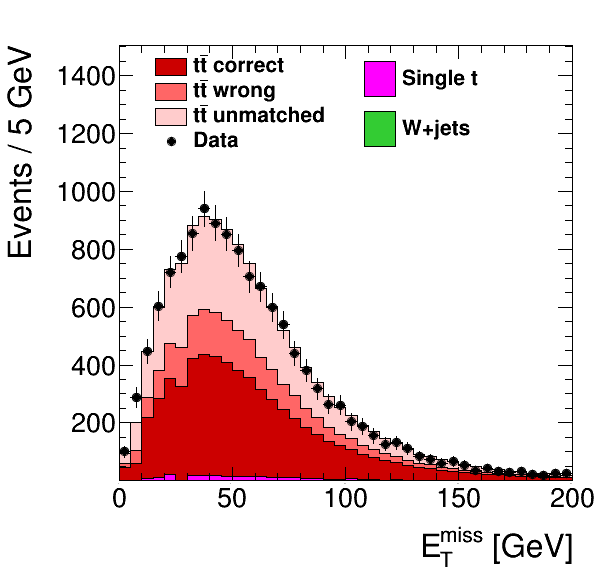 Events / 5 GeV
1400
1200
1000
800
600
400
200
tt̄ correct
tt̄ wrong
tt̄ unmatched
Data
Single t
W+jets
0 50 100 150 200
E_T^miss [GeV]